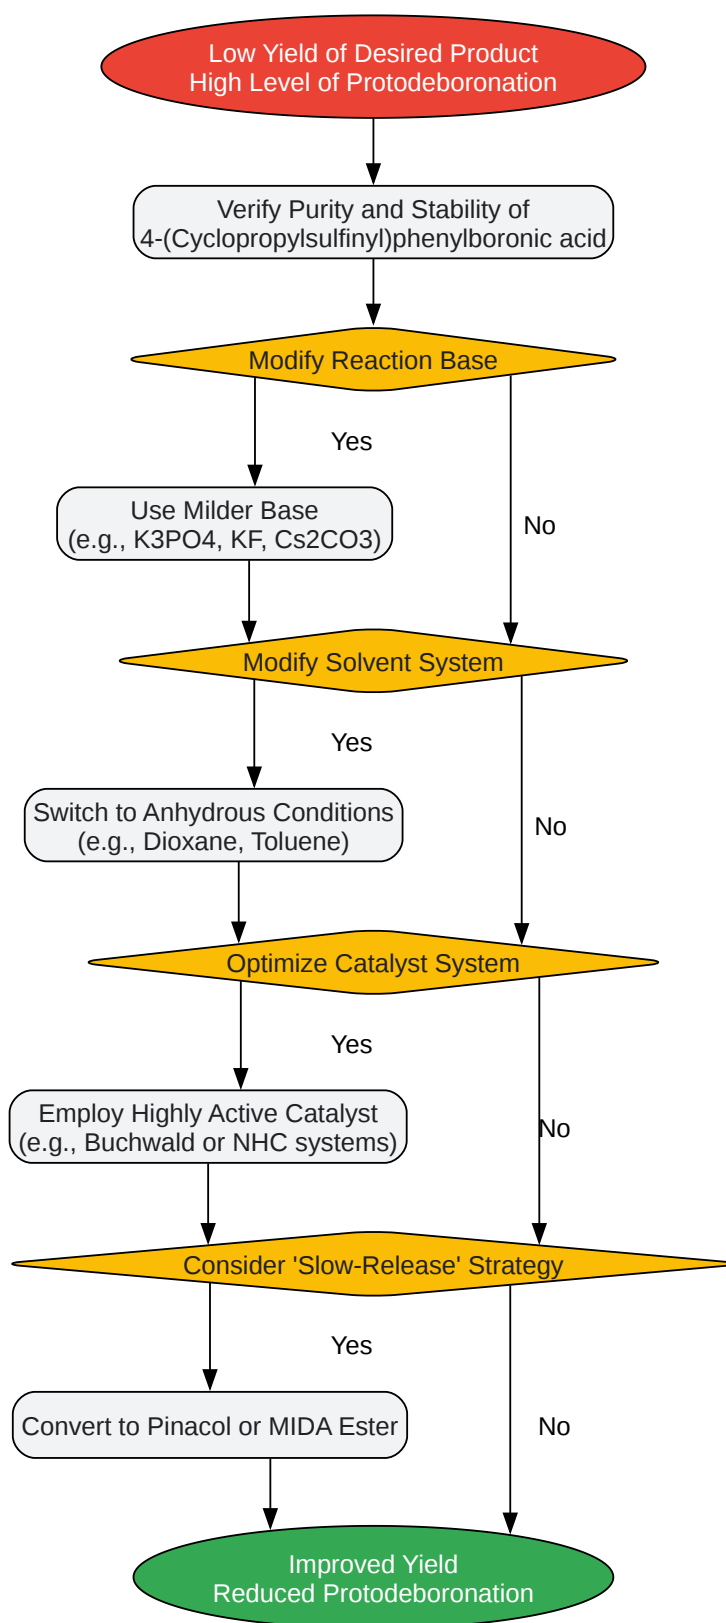 Low Yield of Desired Product
High Level of Protodeboronation
Verify Purity and Stability of
4-(Cyclopropylsulfinyl)phenylboronic acid
Modify Reaction Base
Yes
Use Milder Base
(e.g., K3PO4, KF, Cs2CO3)
No
Modify Solvent System
Yes
Switch to Anhydrous Conditions
(e.g., Dioxane, Toluene)
No
Optimize Catalyst System
Yes
Employ Highly Active Catalyst
(e.g., Buchwald or NHC systems)
No
Consider 'Slow-Release' Strategy
Yes
Convert to Pinacol or MIDA Ester
No
Improved Yield
Reduced Protodeboronation